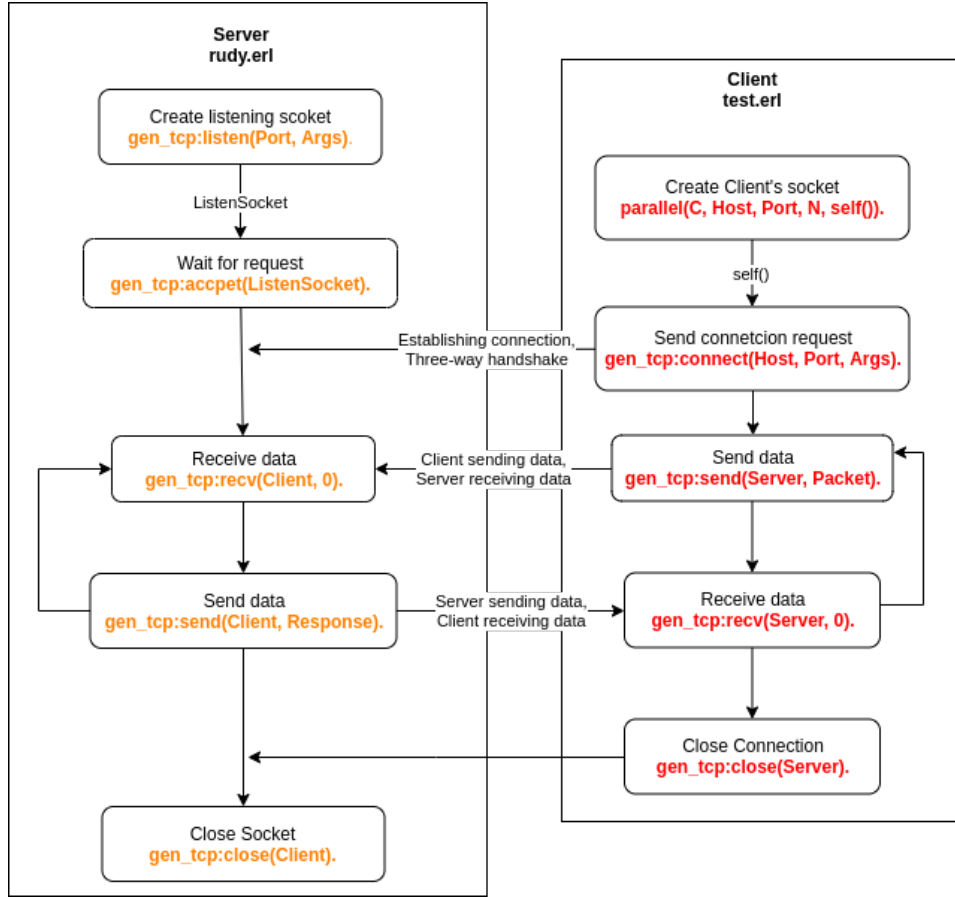 Server
rudy.erl
Create listening scoket
gen_tcp:listen(Port, Args).
ListenSocket
Wait for request
gen_tcp:accpet(ListenSocket).
Establishing connection,
Three-way handshake
Receive data
gen_tcp:recv(Client, 0).
Client sending data,
Server receiving data
Send data
gen_tcp:send(Client, Response).
Server sending data,
Client receiving data
Close Socket
gen_tcp:close(Client).
Client
test.erl
Create Client's socket
parallel(C, Host, Port, N, self()).
self()
Send connetcion request
gen_tcp:connect(Host, Port, Args).
Send data
gen_tcp:send(Server, Packet).
Receive data
gen_tcp:recv(Server, 0).
Close Connection
gen_tcp:close(Server).